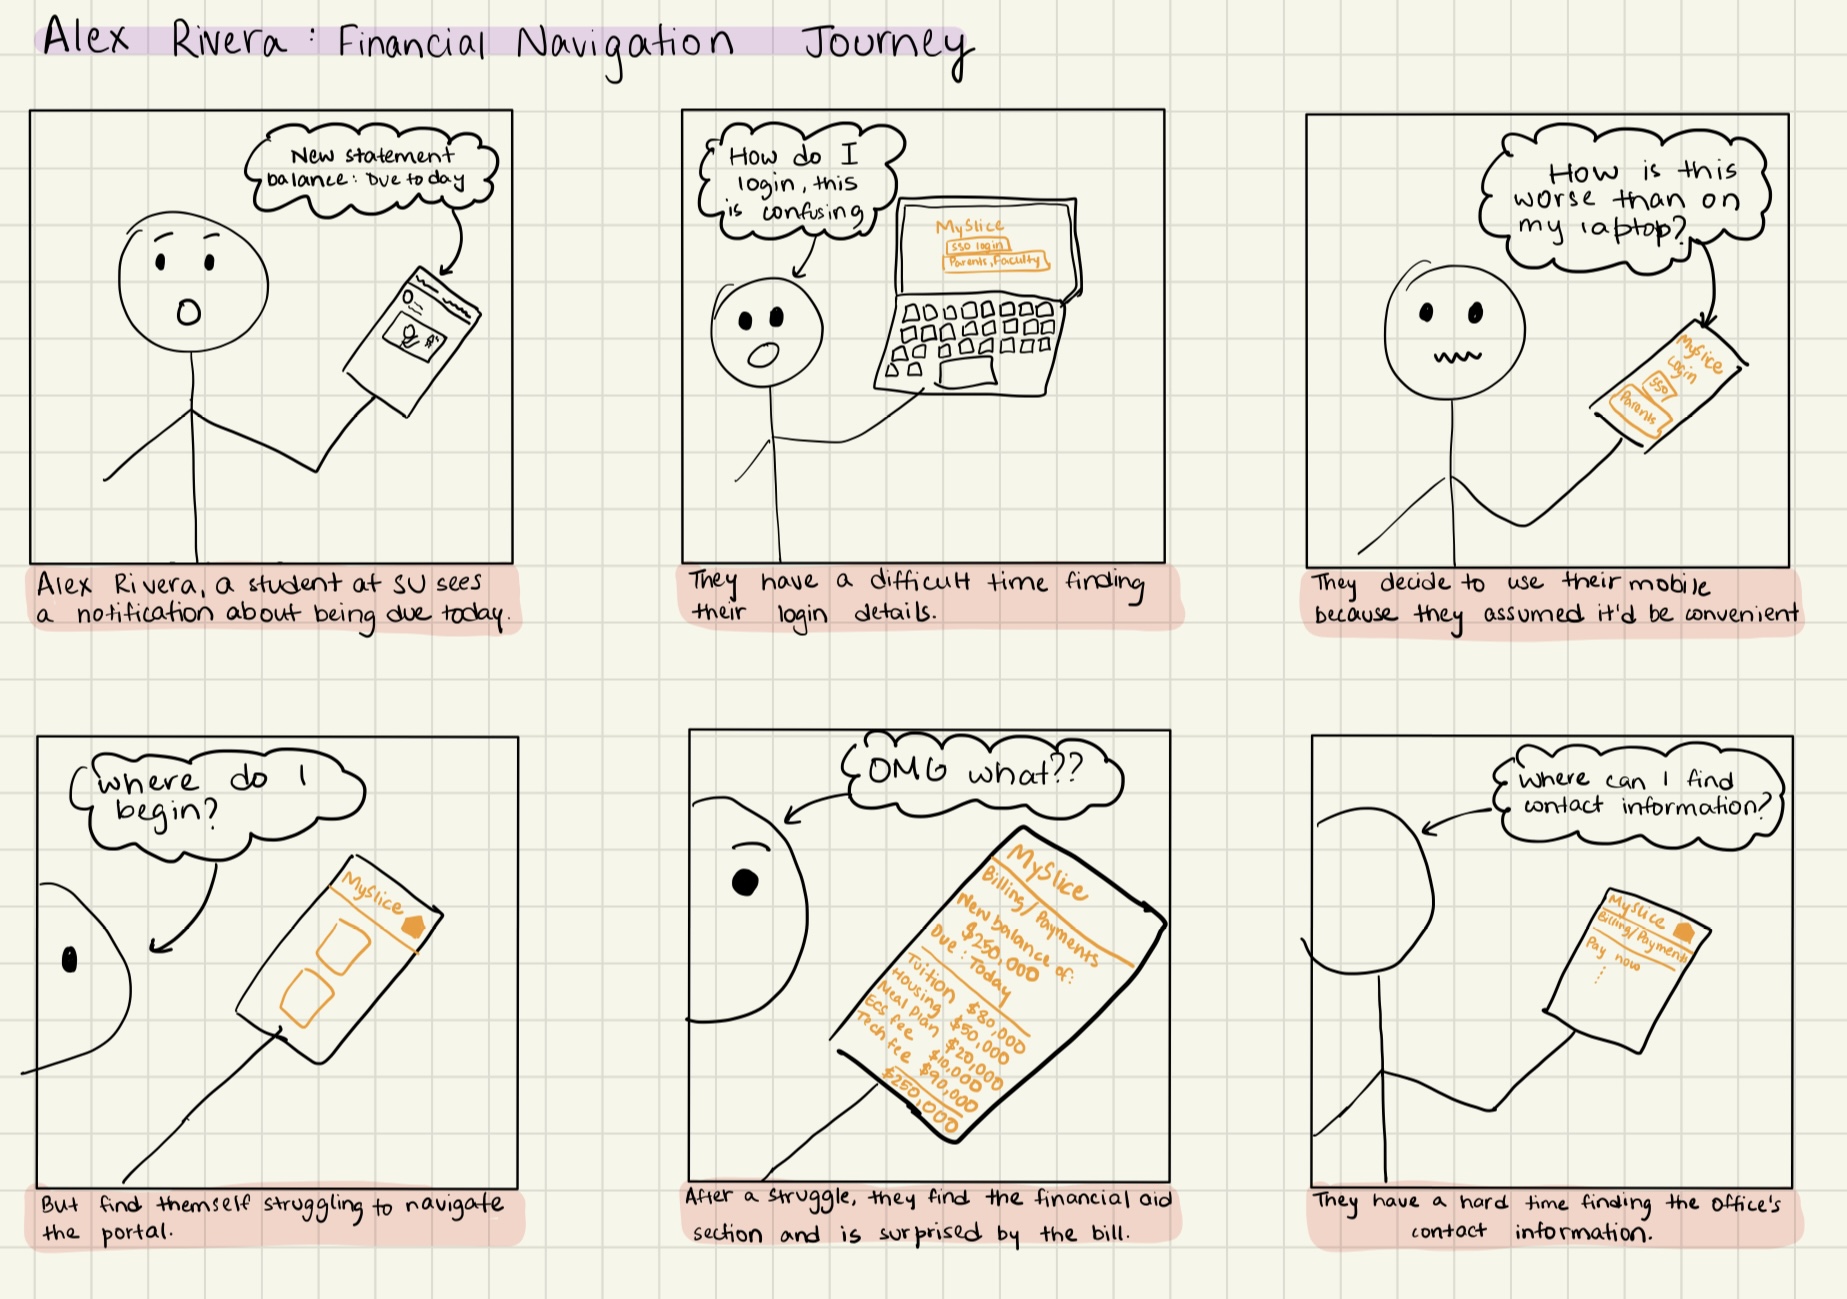 Alex Rivera: Financial Navigation Journey
New statement
balance: Due today
Alex Rivera, a student at SU sees
a notification about being due today.
How do I
login, this
is confusing
MySlice
SSO login
Parents, Faculty
They have a difficult time finding
their login details.
How is this
worse than on
my laptop?
MySlice
Login
SSO
Parents
They decide to use their mobile
because they assumed it'd be convenient
Where do I
begin?
MySlice
But find themself struggling to navigate
the portal.
OMG what??
MySlice
Billing/Payments
New balance of:
$250,000
Due: Today
Tuition $80,000
Housing $50,000
Meal Plan $20,000
ECS fee $10,000
Tech fee $90,000
$250,000
After a struggle, they find the financial aid
section and is surprised by the bill.
Where can I find
contact information?
MySlice
Billing/Payments
Pay now
They have a hard time finding the office's
contact information.